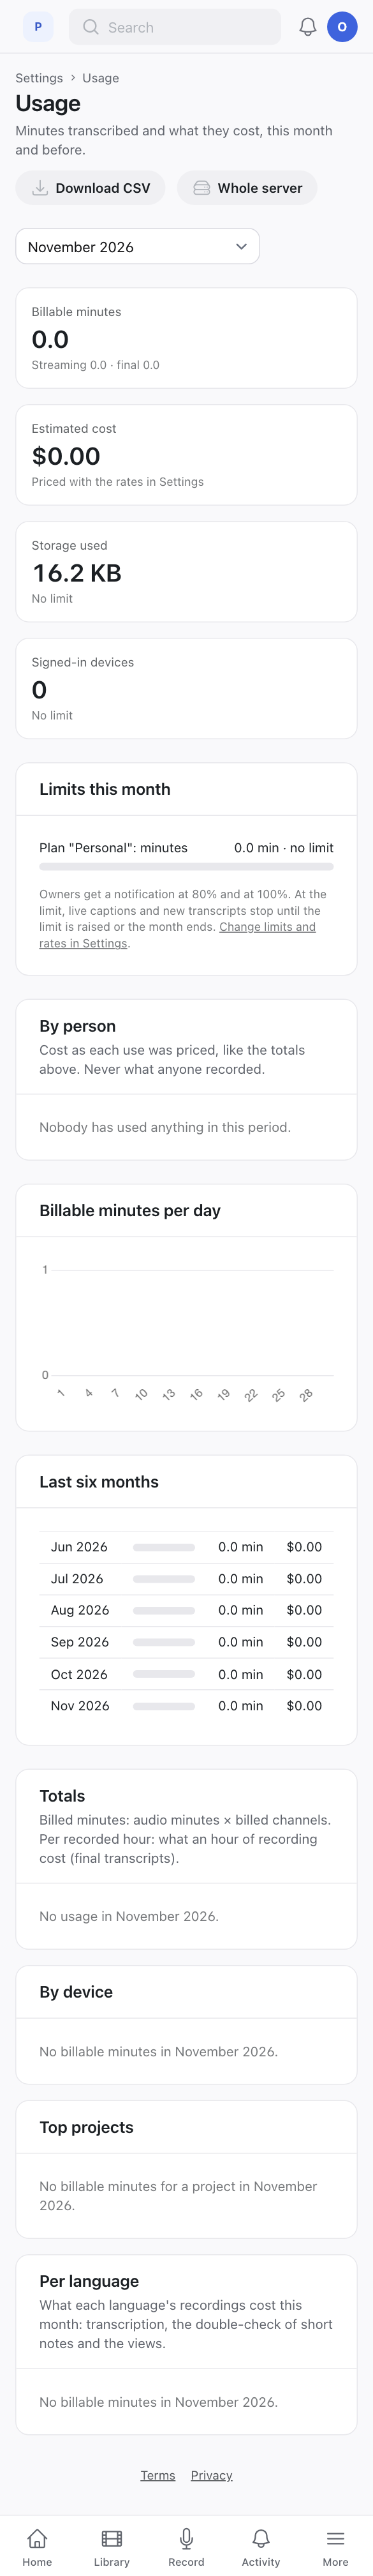 P
Search
O
Settings > Usage
Usage
Minutes transcribed and what they cost, this month
and before.
Download CSV
Whole server
November 2026
Billable minutes
0.0
Streaming 0.0 · final 0.0
Estimated cost
$0.00
Priced with the rates in Settings
Storage used
16.2 KB
No limit
Signed-in devices
0
No limit
Limits this month
Plan "Personal": minutes 0.0 min · no limit
Owners get a notification at 80% and at 100%. At the
limit, live captions and new transcripts stop until the
limit is raised or the month ends. Change limits and
rates in Settings.
By person
Cost as each use was priced, like the totals
above. Never what anyone recorded.
Nobody has used anything in this period.
Billable minutes per day
1
0
1 4 7 10 13 16 19 22 25 28
Last six months
Jun 2026 0.0 min $0.00
Jul 2026 0.0 min $0.00
Aug 2026 0.0 min $0.00
Sep 2026 0.0 min $0.00
Oct 2026 0.0 min $0.00
Nov 2026 0.0 min $0.00
Totals
Billed minutes: audio minutes × billed channels.
Per recorded hour: what an hour of recording
cost (final transcripts).
No usage in November 2026.
By device
No billable minutes in November 2026.
Top projects
No billable minutes for a project in November
2026.
Per language
What each language's recordings cost this
month: transcription, the double-check of short
notes and the views.
No billable minutes in November 2026.
Terms Privacy
Home Library Record Activity More